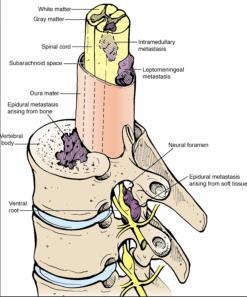 White matter
Gray matter
Spinal cord
Subarachnoid space
Intramedullary
metastasis
Leptomeningeal
metastasis
Dura mater
Epidural metastasis
arising from bone
Vertebral
body
Neural foramen
Epidural metastasis
arising from soft tissue
Ventral
root